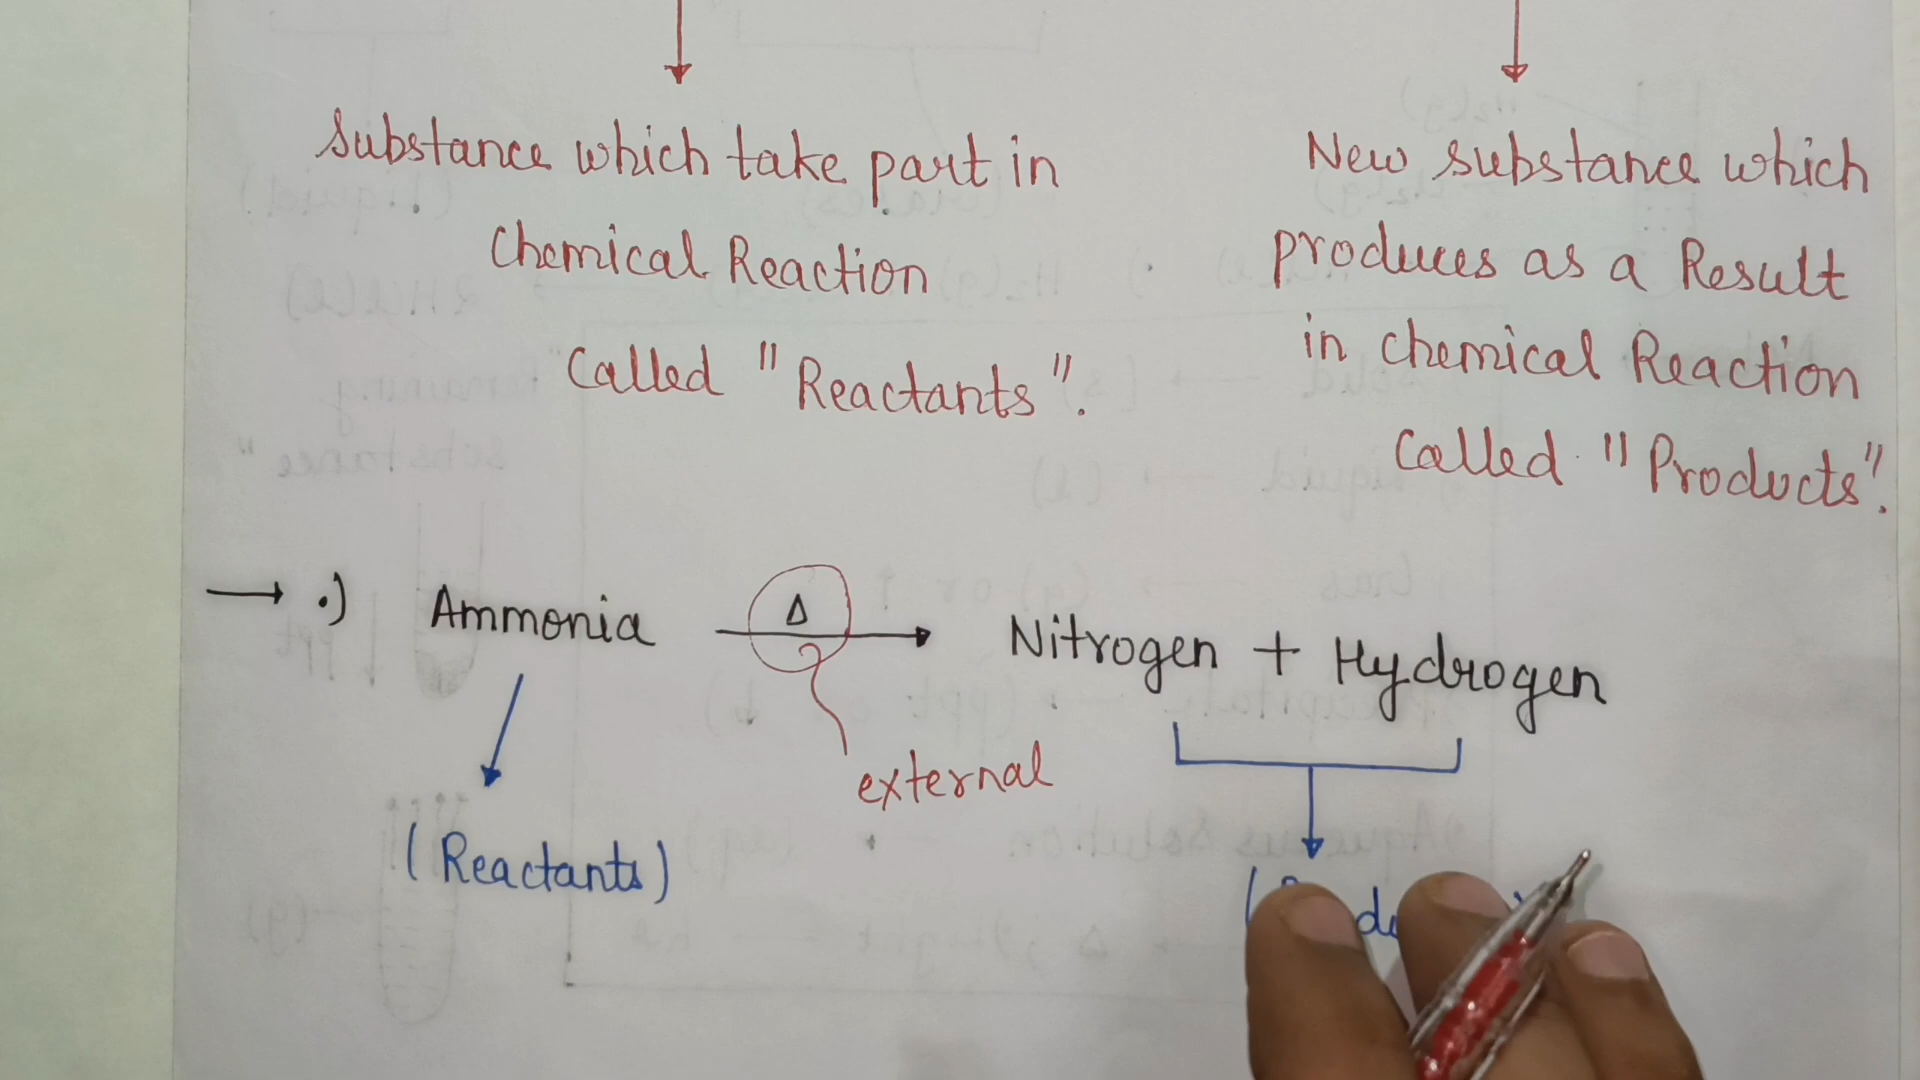 Substance which take part in
Chemical Reaction
Called "Reactants".
New substance which
produces as a Result
in chemical Reaction
Called "Products".
→ •) Ammonia Δ→ Nitrogen + Hydrogen
external
(Reactants)